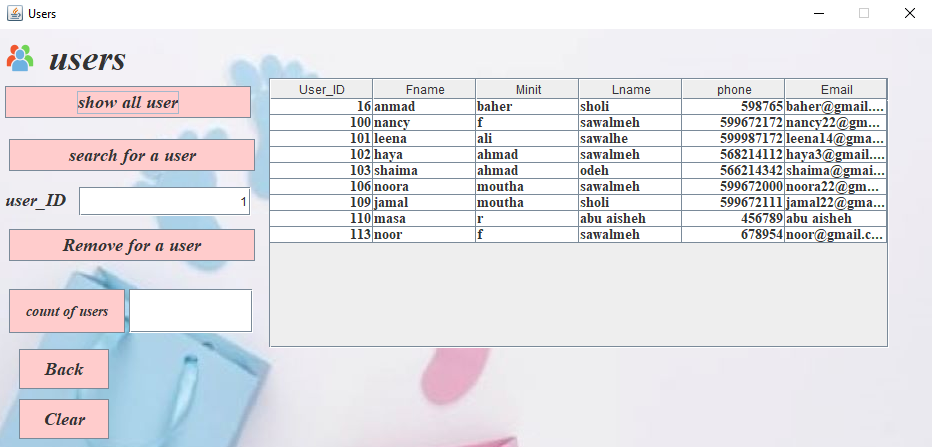 Users
users
show all user
search for a user
user_ID 1
Remove for a user
count of users
Back
Clear
User_ID Fname Minit Lname phone Email
16 anmad baher sholi 598765 baher@gmail....
100 nancy f sawalmeh 599672172 nancy22@gm...
101 leena ali sawalhe 599987172 leena14@gma...
102 haya ahmad sawalmeh 568214112 haya3@gmail....
103 shaima ahmad odeh 566214342 shaima@gmai...
106 noora moutha sawalmeh 599672000 noora22@gm...
109 jamal moutha sholi 599672111 jamal22@gma...
110 masa r abu aisheh 456789 abu aisheh
113 noor f sawalmeh 678954 noor@gmail.c...